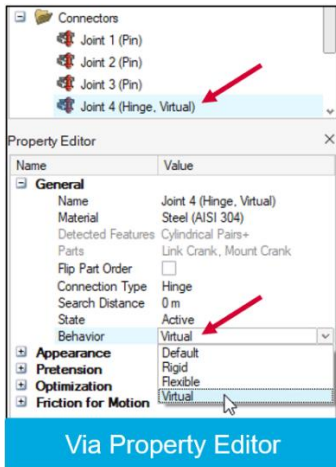 Connectors
Joint 1 (Pin)
Joint 2 (Pin)
Joint 3 (Pin)
Joint 4 (Hinge, Virtual)
Property Editor
Name Value
General
Name Joint 4 (Hinge, Virtual)
Material Steel (AISI 304)
Detected Features Cylindrical Pairs+
Parts Link Crank, Mount Crank
Flip Part Order
Connection Type Hinge
Search Distance 0 m
State Active
Behavior Virtual
Appearance Default
Pretension Rigid
Optimization Flexible
Friction for Motion Virtual
Via Property Editor